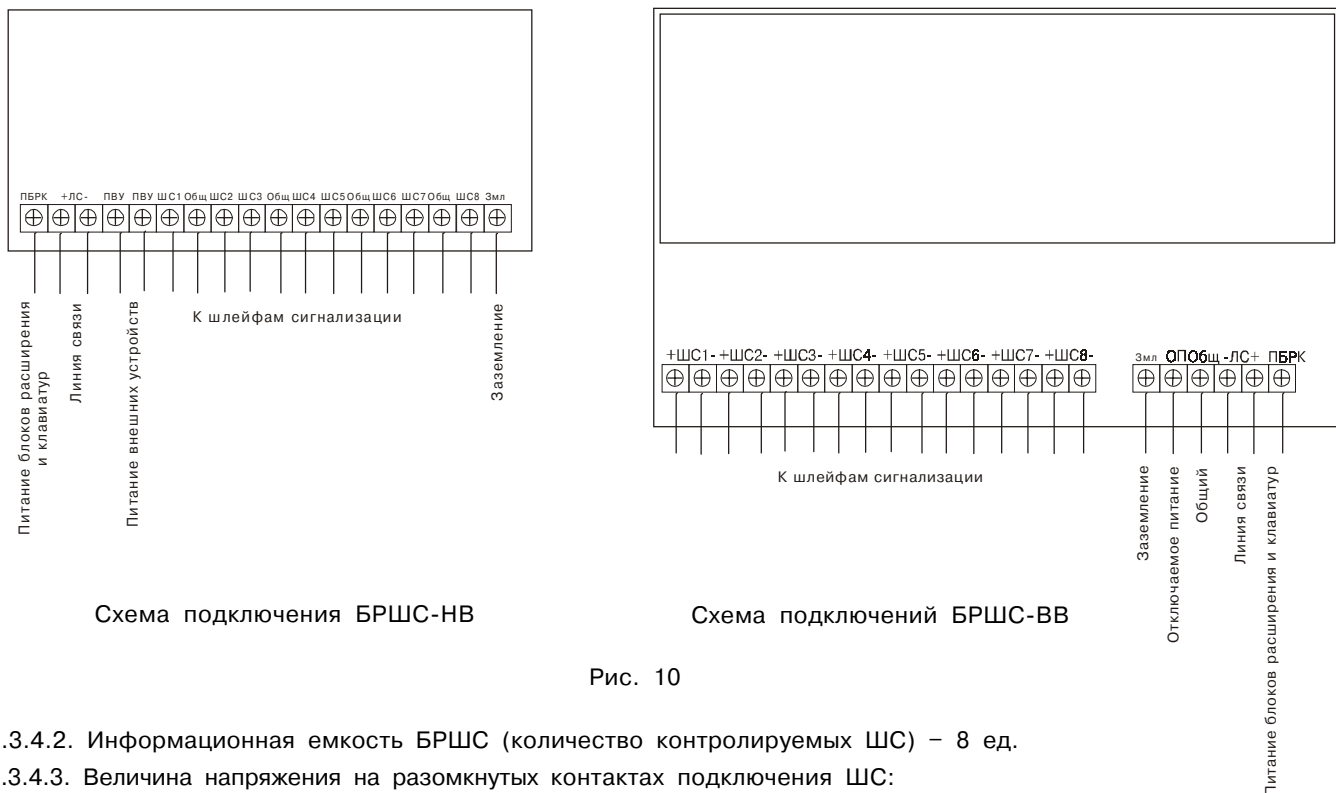 ПБРК +ЛС- ПВУ ПВУ ШС1 Общ ШС2 ШС3 Общ ШС4 ШС5 Общ ШС6 ШС7 Общ ШС8 Змл
Питание блоков расширения
и клавиатур
Линия связи
Питание внешних устройств
К шлейфам сигнализации
Заземление
+ШС1- +ШС2- +ШС3- +ШС4- +ШС5- +ШС6- +ШС7- +ШС8-
Змл ОП Общ -ЛС+ ПБРК
К шлейфам сигнализации
Заземление
Отключаемое питание
Общий
Линия связи
Питание блоков расширения и клавиатур
Схема подключения БРШС-НВ
Схема подключений БРШС-ВВ
Рис. 10
.3.4.2. Информационная емкость БРШС (количество контролируемых ШС) – 8 ед.
.3.4.3. Величина напряжения на разомкнутых контактах подключения ШС: